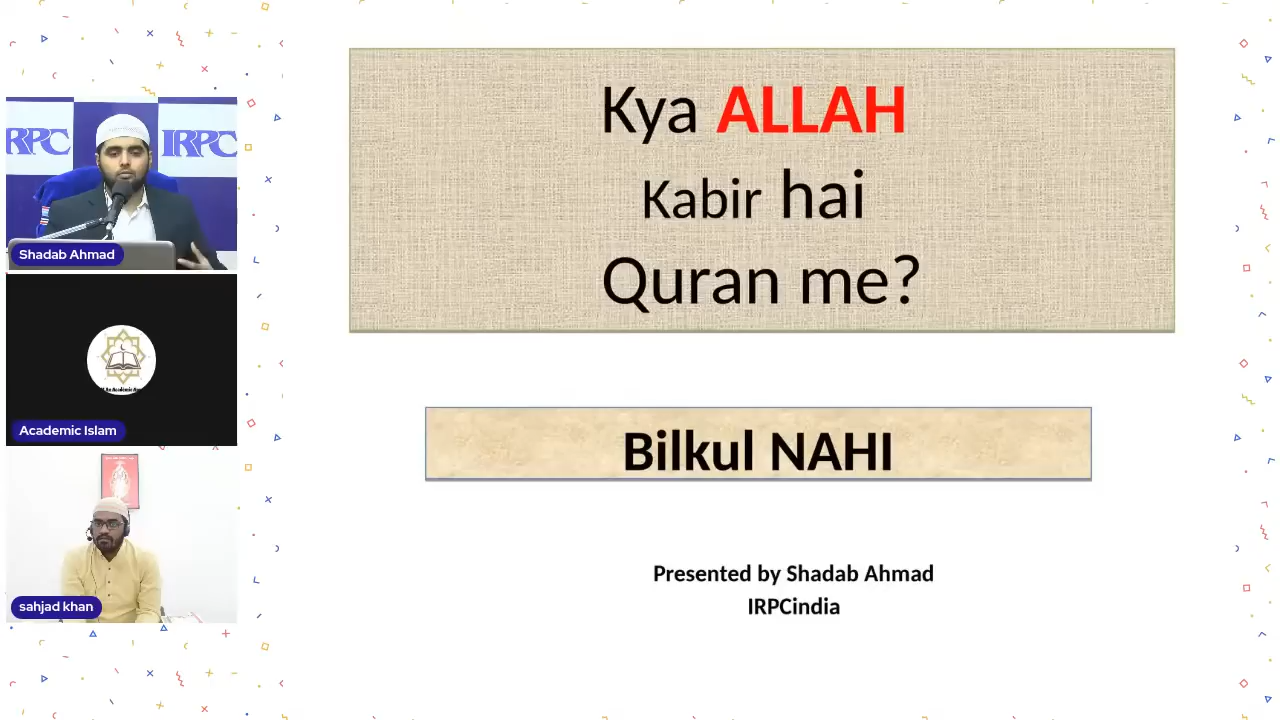 RPC
IRPC
Shadab Ahmad
Academic Islam
sahjad khan
Kya ALLAH
Kabir hai
Quran me?
Bilkul NAHI
Presented by Shadab Ahmad
IRPCindia